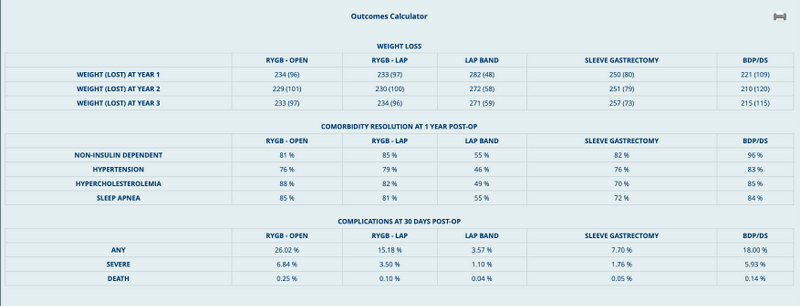 Outcomes Calculator
WEIGHT LOSS
RYGB - OPEN RYGB - LAP LAP BAND SLEEVE GASTRECTOMY BDP/DS
WEIGHT (LOST) AT YEAR 1 234 (96) 233 (97) 282 (48) 250 (80) 221 (109)
WEIGHT (LOST) AT YEAR 2 229 (101) 230 (100) 272 (58) 251 (79) 210 (120)
WEIGHT (LOST) AT YEAR 3 233 (97) 234 (96) 271 (59) 257 (73) 215 (115)
COMORBIDITY RESOLUTION AT 1 YEAR POST-OP
RYGB - OPEN RYGB - LAP LAP BAND SLEEVE GASTRECTOMY BDP/DS
NON-INSULIN DEPENDENT 81 % 85 % 55 % 82 % 96 %
HYPERTENSION 76 % 79 % 46 % 76 % 83 %
HYPERCHOLESTEROLEMIA 88 % 82 % 49 % 70 % 85 %
SLEEP APNEA 85 % 81 % 55 % 72 % 84 %
COMPLICATIONS AT 30 DAYS POST-OP
RYGB - OPEN RYGB - LAP LAP BAND SLEEVE GASTRECTOMY BDP/DS
ANY 26.02 % 15.18 % 3.57 % 7.70 % 18.00 %
SEVERE 6.84 % 3.50 % 1.10 % 1.76 % 5.93 %
DEATH 0.25 % 0.10 % 0.04 % 0.05 % 0.14 %